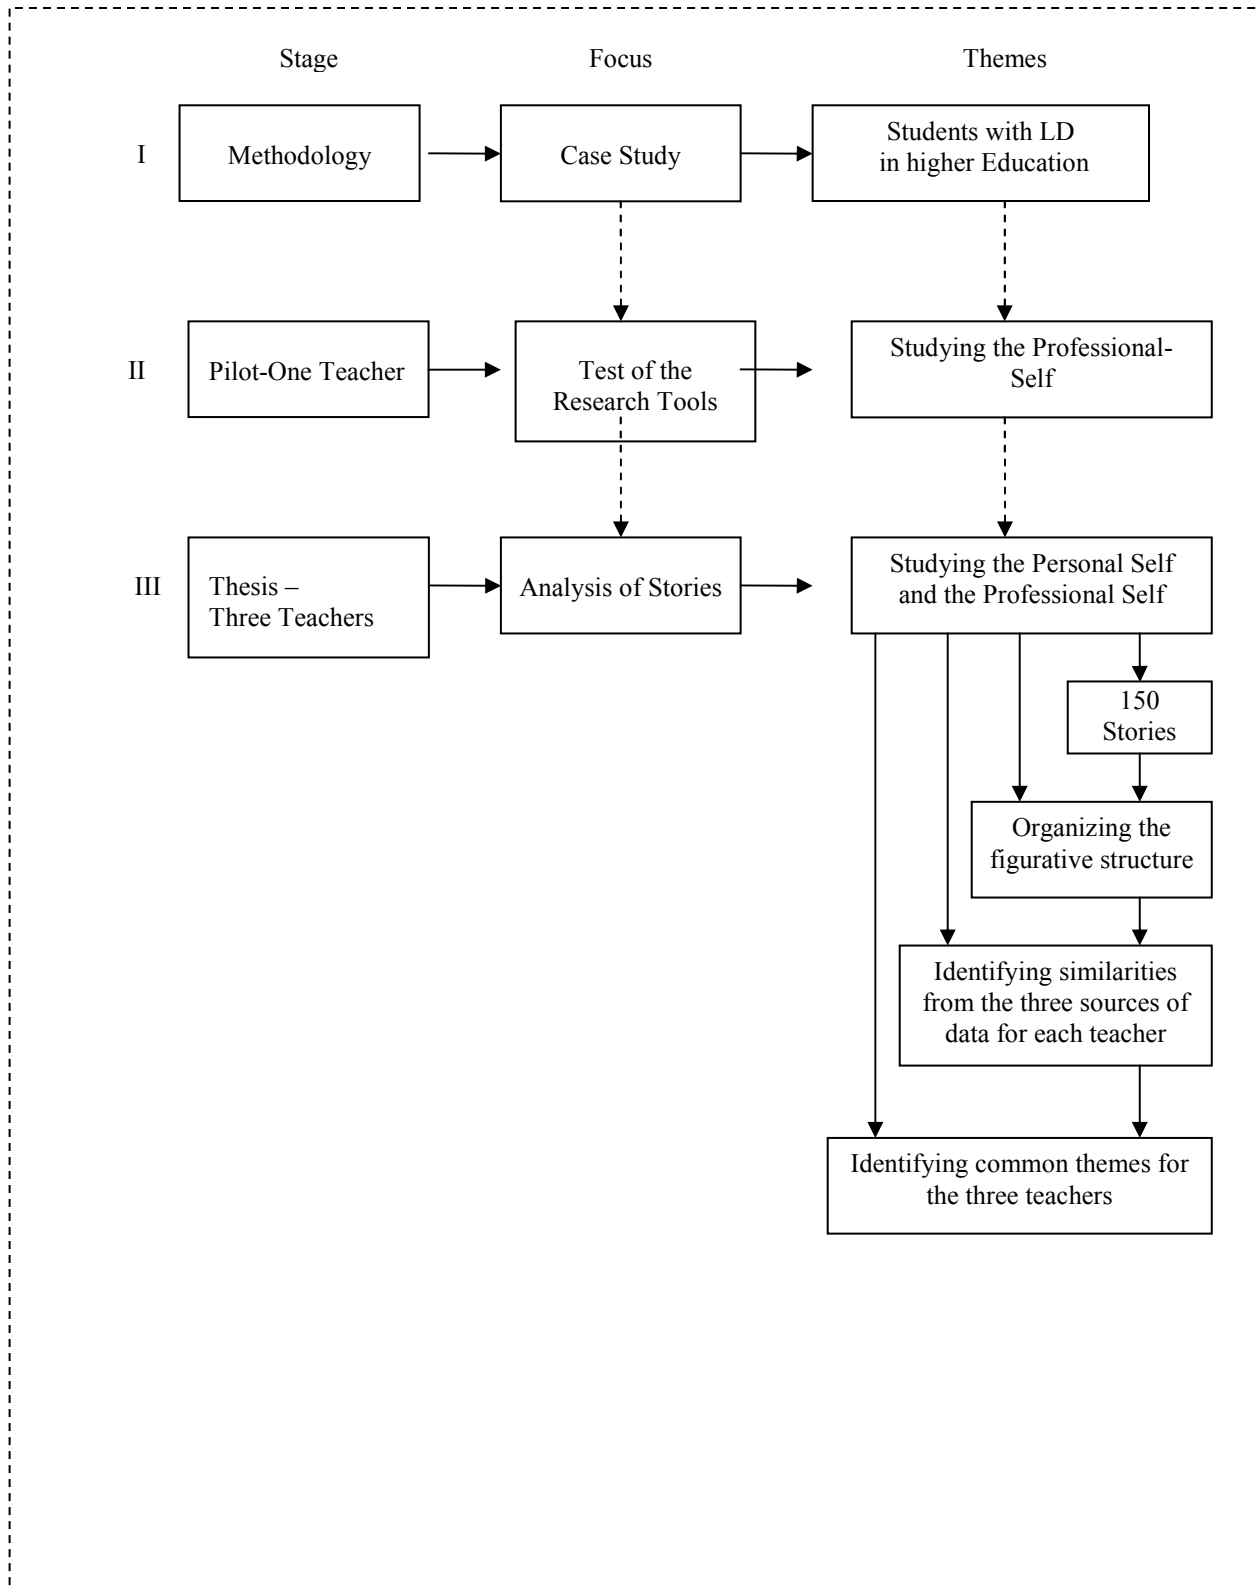 Stage
Focus
Themes
I
Methodology
Case Study
Students with LD
in higher Education
II
Pilot-One Teacher
Test of the
Research Tools
Studying the Professional-
Self
III
Thesis –
Three Teachers
Analysis of Stories
Studying the Personal Self
and the Professional Self
150
Stories
Organizing the
figurative structure
Identifying similarities
from the three sources of
data for each teacher
Identifying common themes for
the three teachers